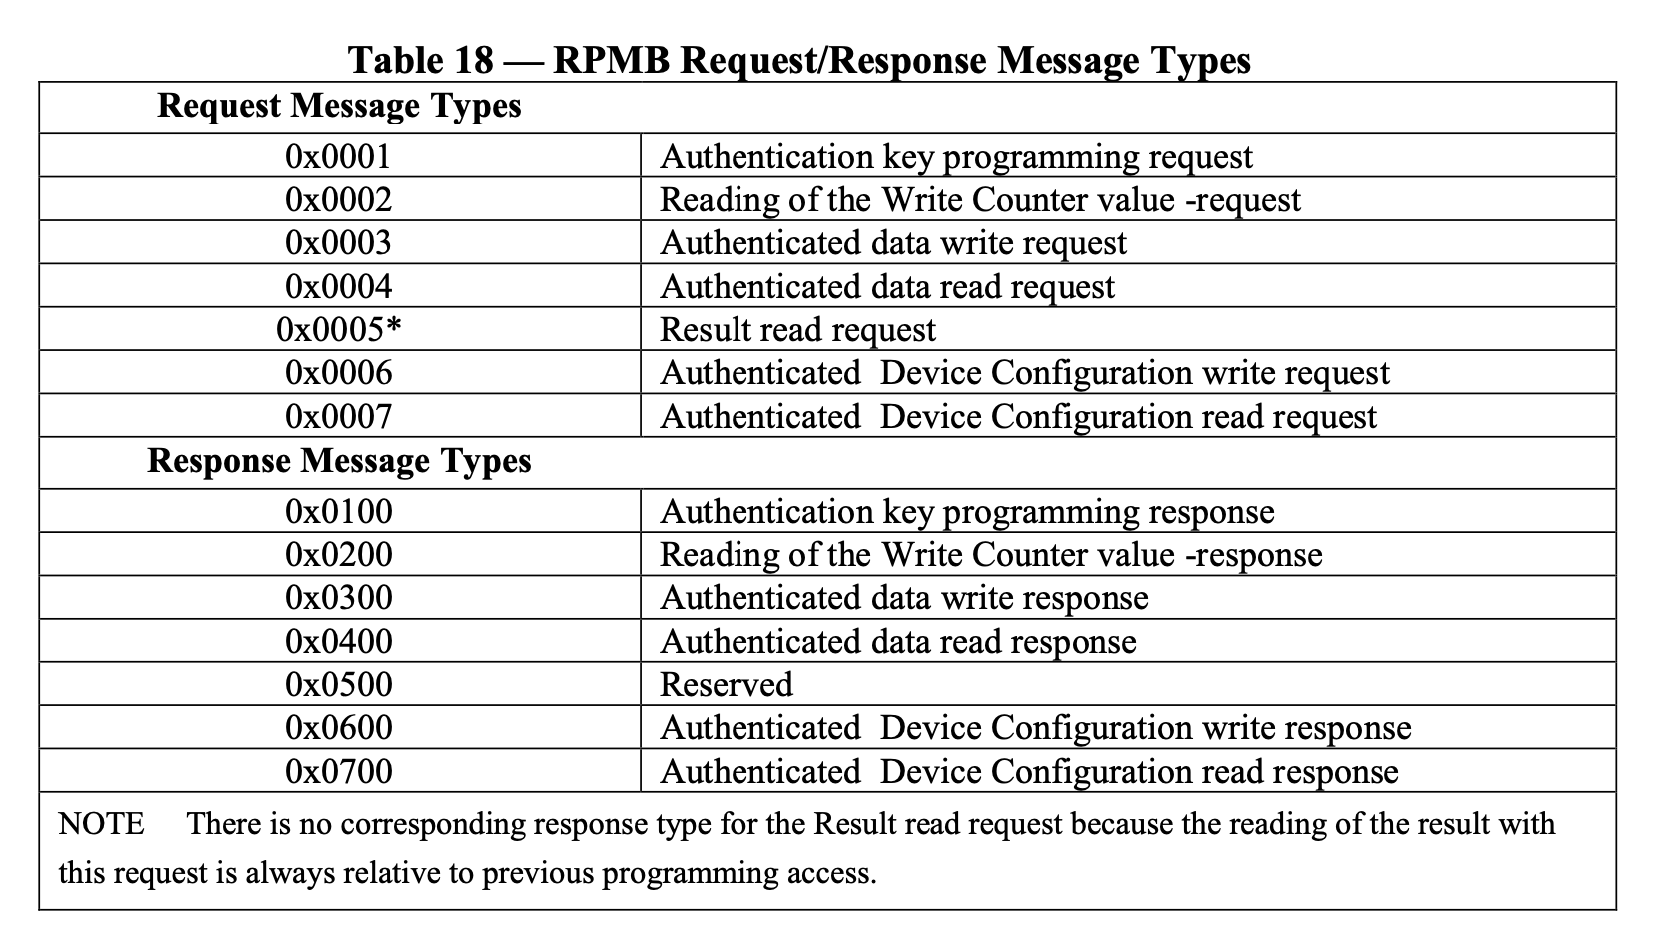 Table 18 — RPMB Request/Response Message Types
Request Message Types
0x0001 Authentication key programming request
0x0002 Reading of the Write Counter value -request
0x0003 Authenticated data write request
0x0004 Authenticated data read request
0x0005* Result read request
0x0006 Authenticated  Device Configuration write request
0x0007 Authenticated  Device Configuration read request
Response Message Types
0x0100 Authentication key programming response
0x0200 Reading of the Write Counter value -response
0x0300 Authenticated data write response
0x0400 Authenticated data read response
0x0500 Reserved
0x0600 Authenticated  Device Configuration write response
0x0700 Authenticated  Device Configuration read response
NOTE There is no corresponding response type for the Result read request because the reading of the result with
this request is always relative to previous programming access.